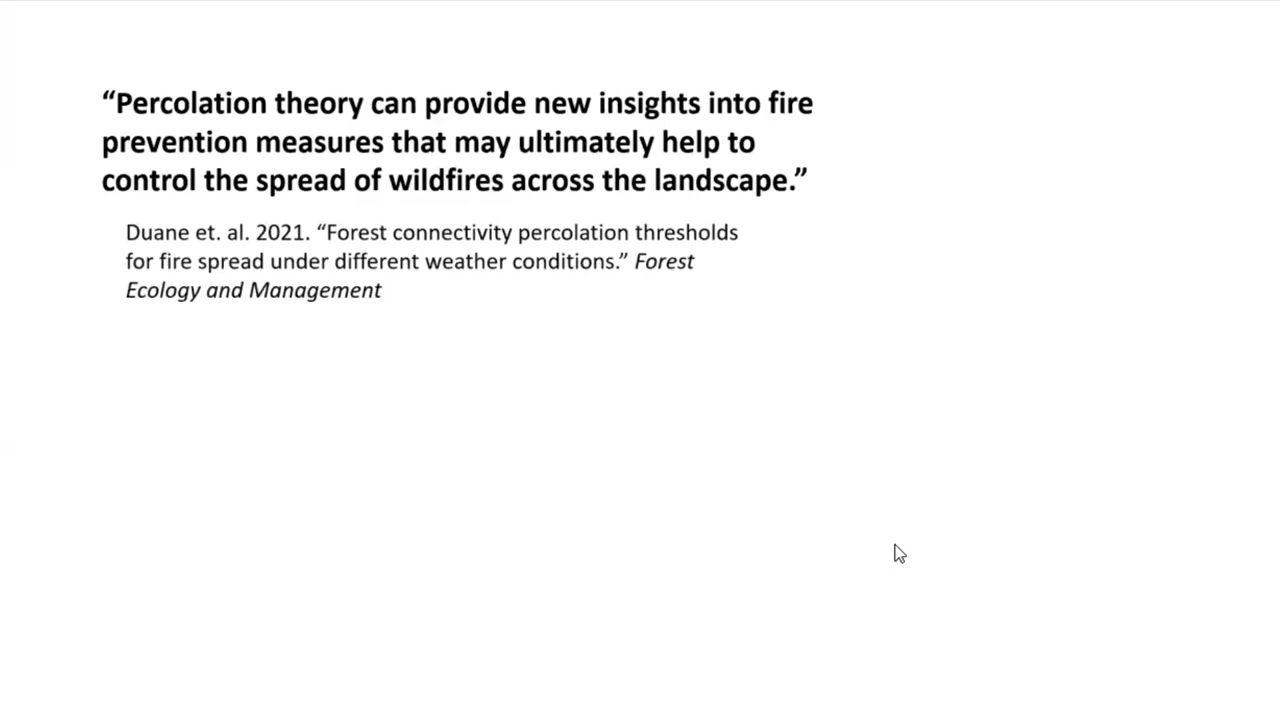 “Percolation theory can provide new insights into fire
prevention measures that may ultimately help to
control the spread of wildfires across the landscape.”
Duane et. al. 2021. “Forest connectivity percolation thresholds
for fire spread under different weather conditions.” Forest
Ecology and Management